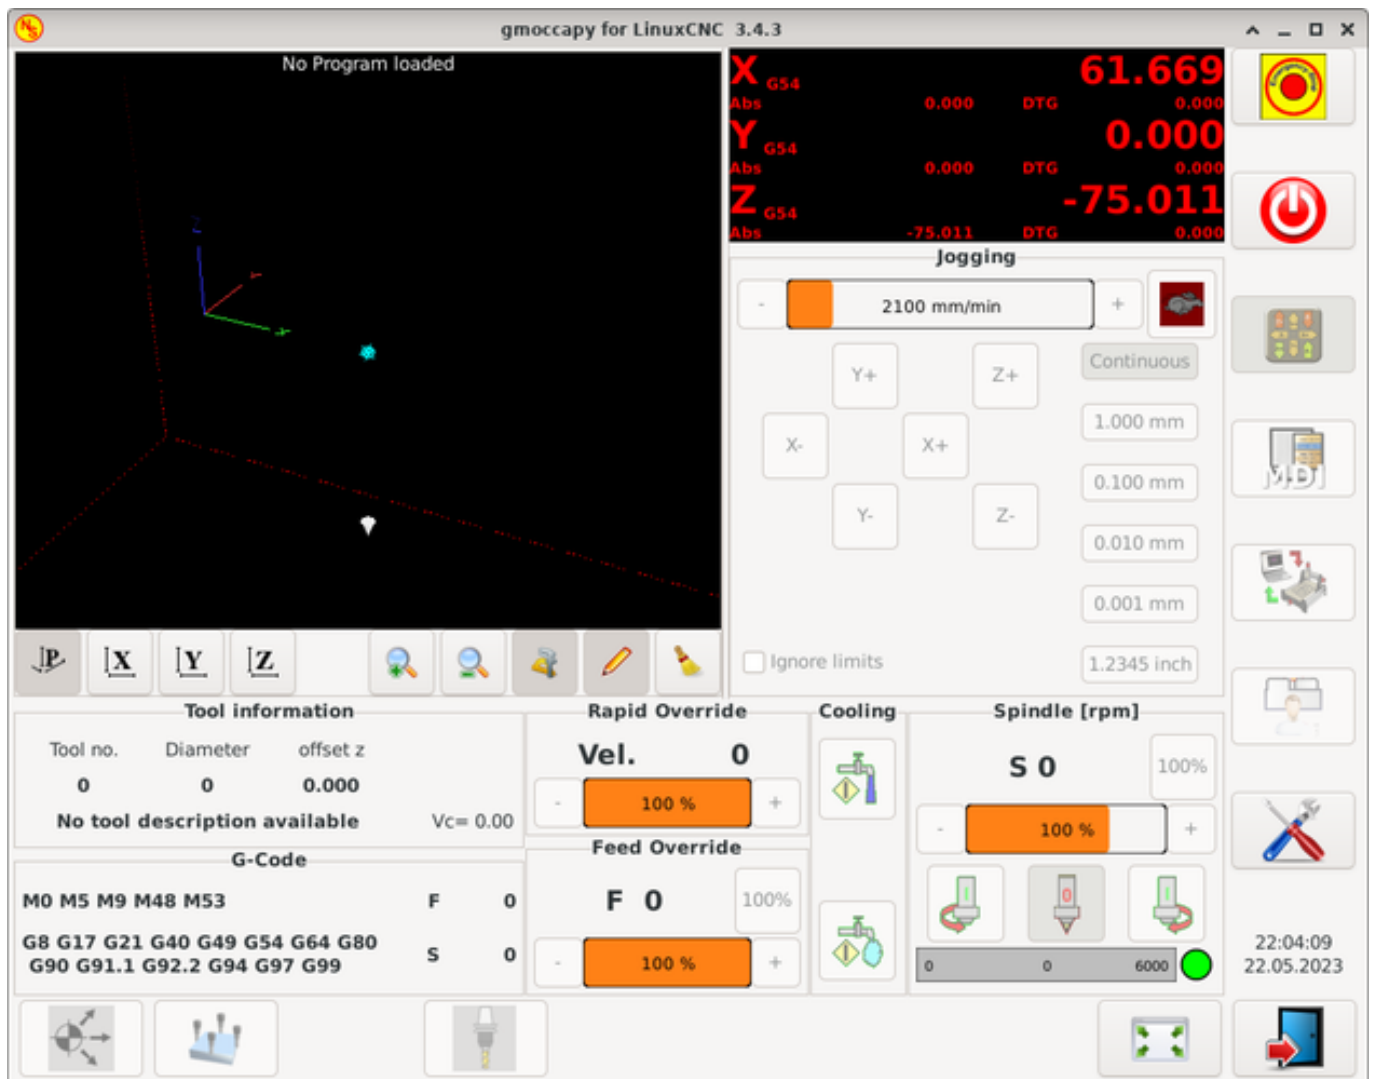 gmoccapy for LinuxCNC 3.4.3
No Program loaded
X G54 61.669
Abs 0.000 DTG 0.000
Y G54 0.000
Abs 0.000 DTG 0.000
Z G54 -75.011
Abs -75.011 DTG 0.000
Jogging
- 2100 mm/min +
Y+ Z+ Continuous
1.000 mm
X- X+
0.100 mm
Y- Z-
0.010 mm
0.001 mm
Ignore limits 1.2345 inch
MDI
P X Y Z
Tool information
Tool no. Diameter offset z
0 0 0.000
No tool description available Vc= 0.00
G-Code
M0 M5 M9 M48 M53 F 0
G8 G17 G21 G40 G49 G54 G64 G80
G90 G91.1 G92.2 G94 G97 G99 S 0
Rapid Override
Vel. 0
- 100 % +
Feed Override
F 0 100%
- 100 % +
Cooling
Spindle [rpm]
S 0 100%
- 100 % +
0 0 6000
22:04:09
22.05.2023